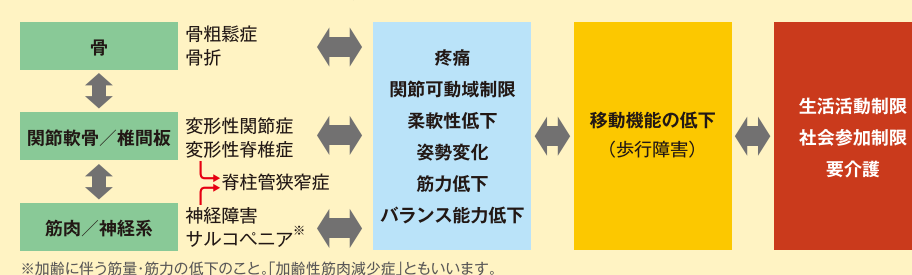 骨
骨粗鬆症
骨折
関節軟骨／椎間板
変形性関節症
変形性脊椎症
脊柱管狭窄症
筋肉／神経系
神経障害
サルコペニア※
疼痛
関節可動域制限
柔軟性低下
姿勢変化
筋力低下
バランス能力低下
移動機能の低下
（歩行障害）
生活活動制限
社会参加制限
要介護
※加齢に伴う筋量・筋力の低下のこと。「加齢性筋肉減少症」ともいいます。